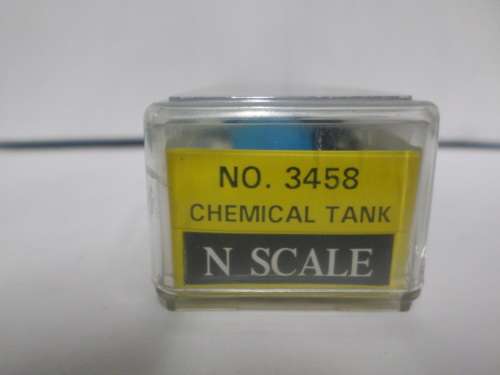 NO. 3458
CHEMICAL TANK
N SCALE